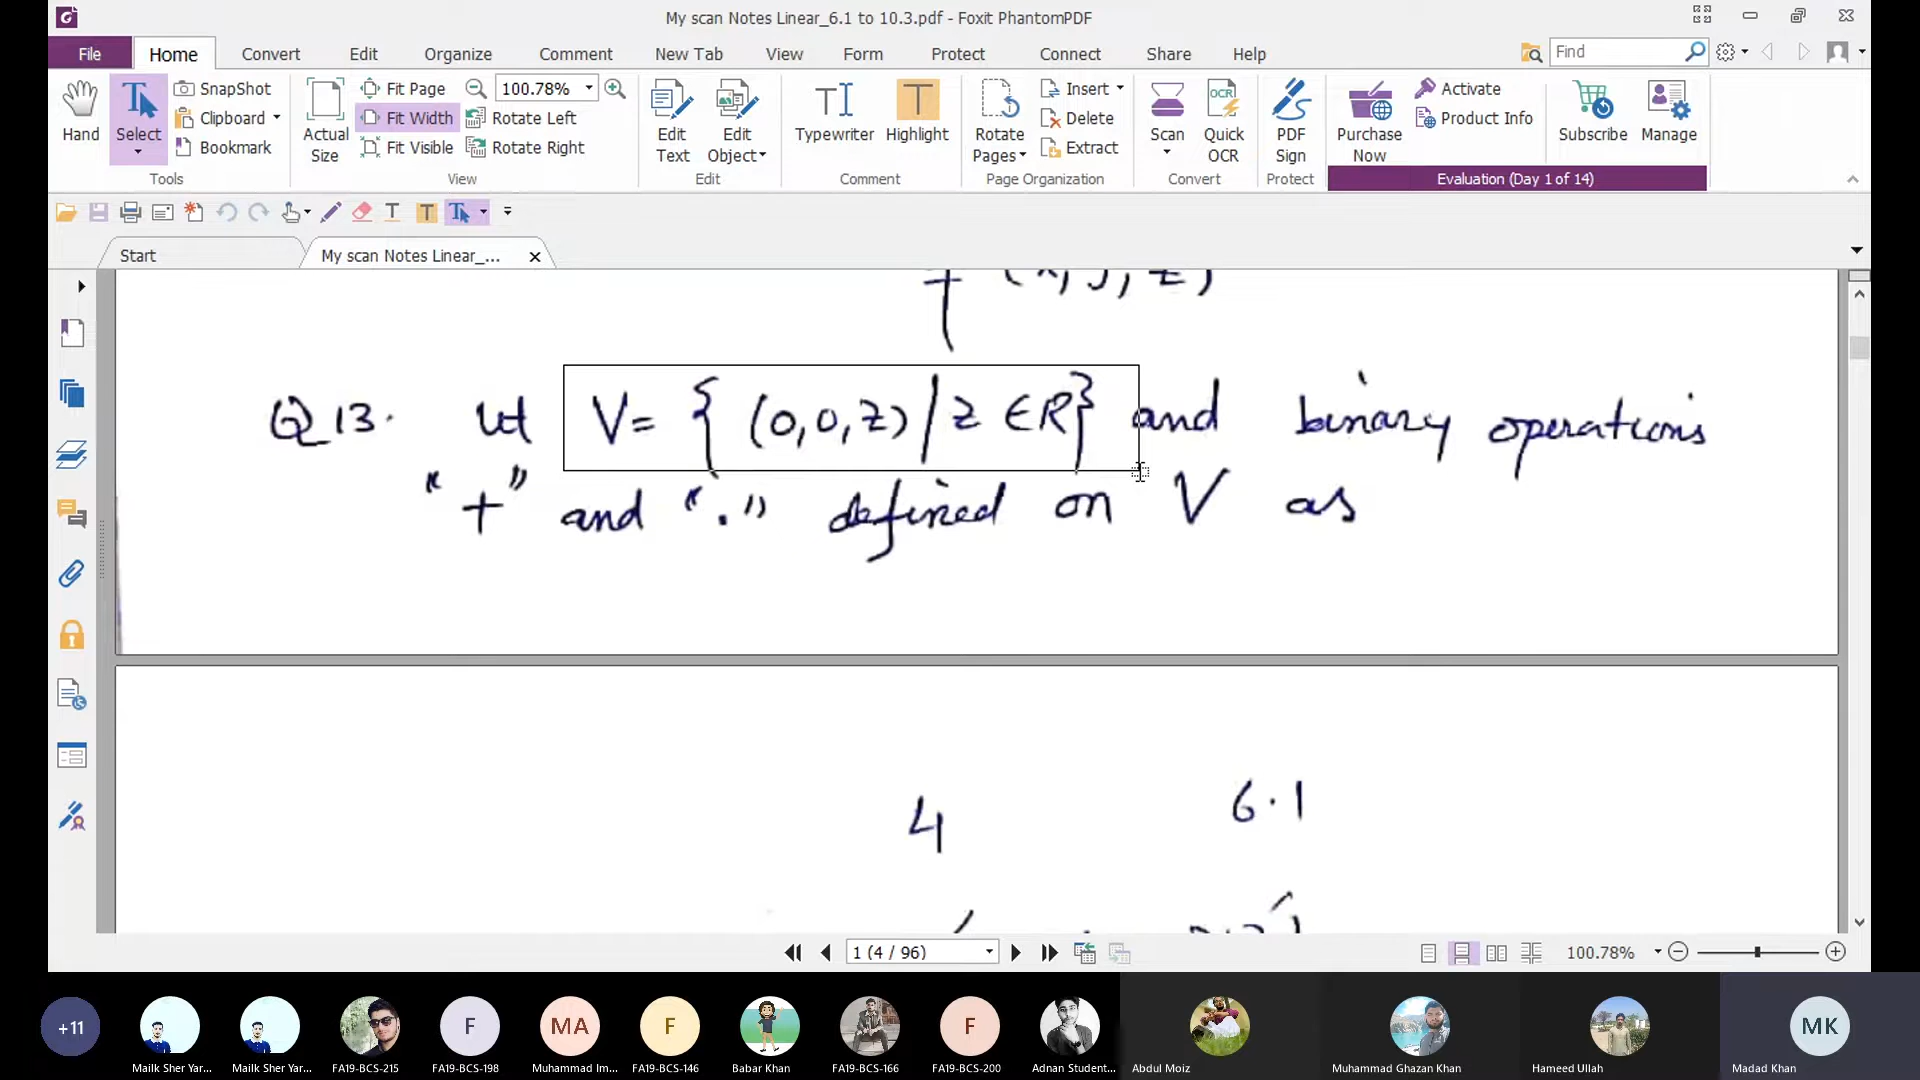 My scan Notes Linear_6.1 to 10.3.pdf - Foxit PhantomPDF
File Home Convert Edit Organize Comment New Tab View Form Protect Connect Share Help Find
SnapShot Fit Page 100.78% Insert Activate
Clipboard Fit Width Rotate Left Delete Product Info
Bookmark Fit Visible Rotate Right Extract
Hand Select Actual Size Edit Text Edit Object Typewriter Highlight Rotate Pages Scan Quick OCR PDF Sign Purchase Now Subscribe Manage
Tools View Edit Comment Page Organization Convert Protect Evaluation (Day 1 of 14)
Start My scan Notes Linear_...
(x, y, z)
Q 13. Let V = { (0,0,z) / z ∈ R } and binary operations
"+" and "." defined on V as
4 6.1
1 (4 / 96) 100.78%
+11 F MA F F MK
Mailk Sher Yar... Mailk Sher Yar... FA19-BCS-215 FA19-BCS-198 Muhammad Im... FA19-BCS-146 Babar Khan FA19-BCS-166 FA19-BCS-200 Adnan Student... Abdul Moiz Muhammad Ghazan Khan Hameed Ullah Madad Khan